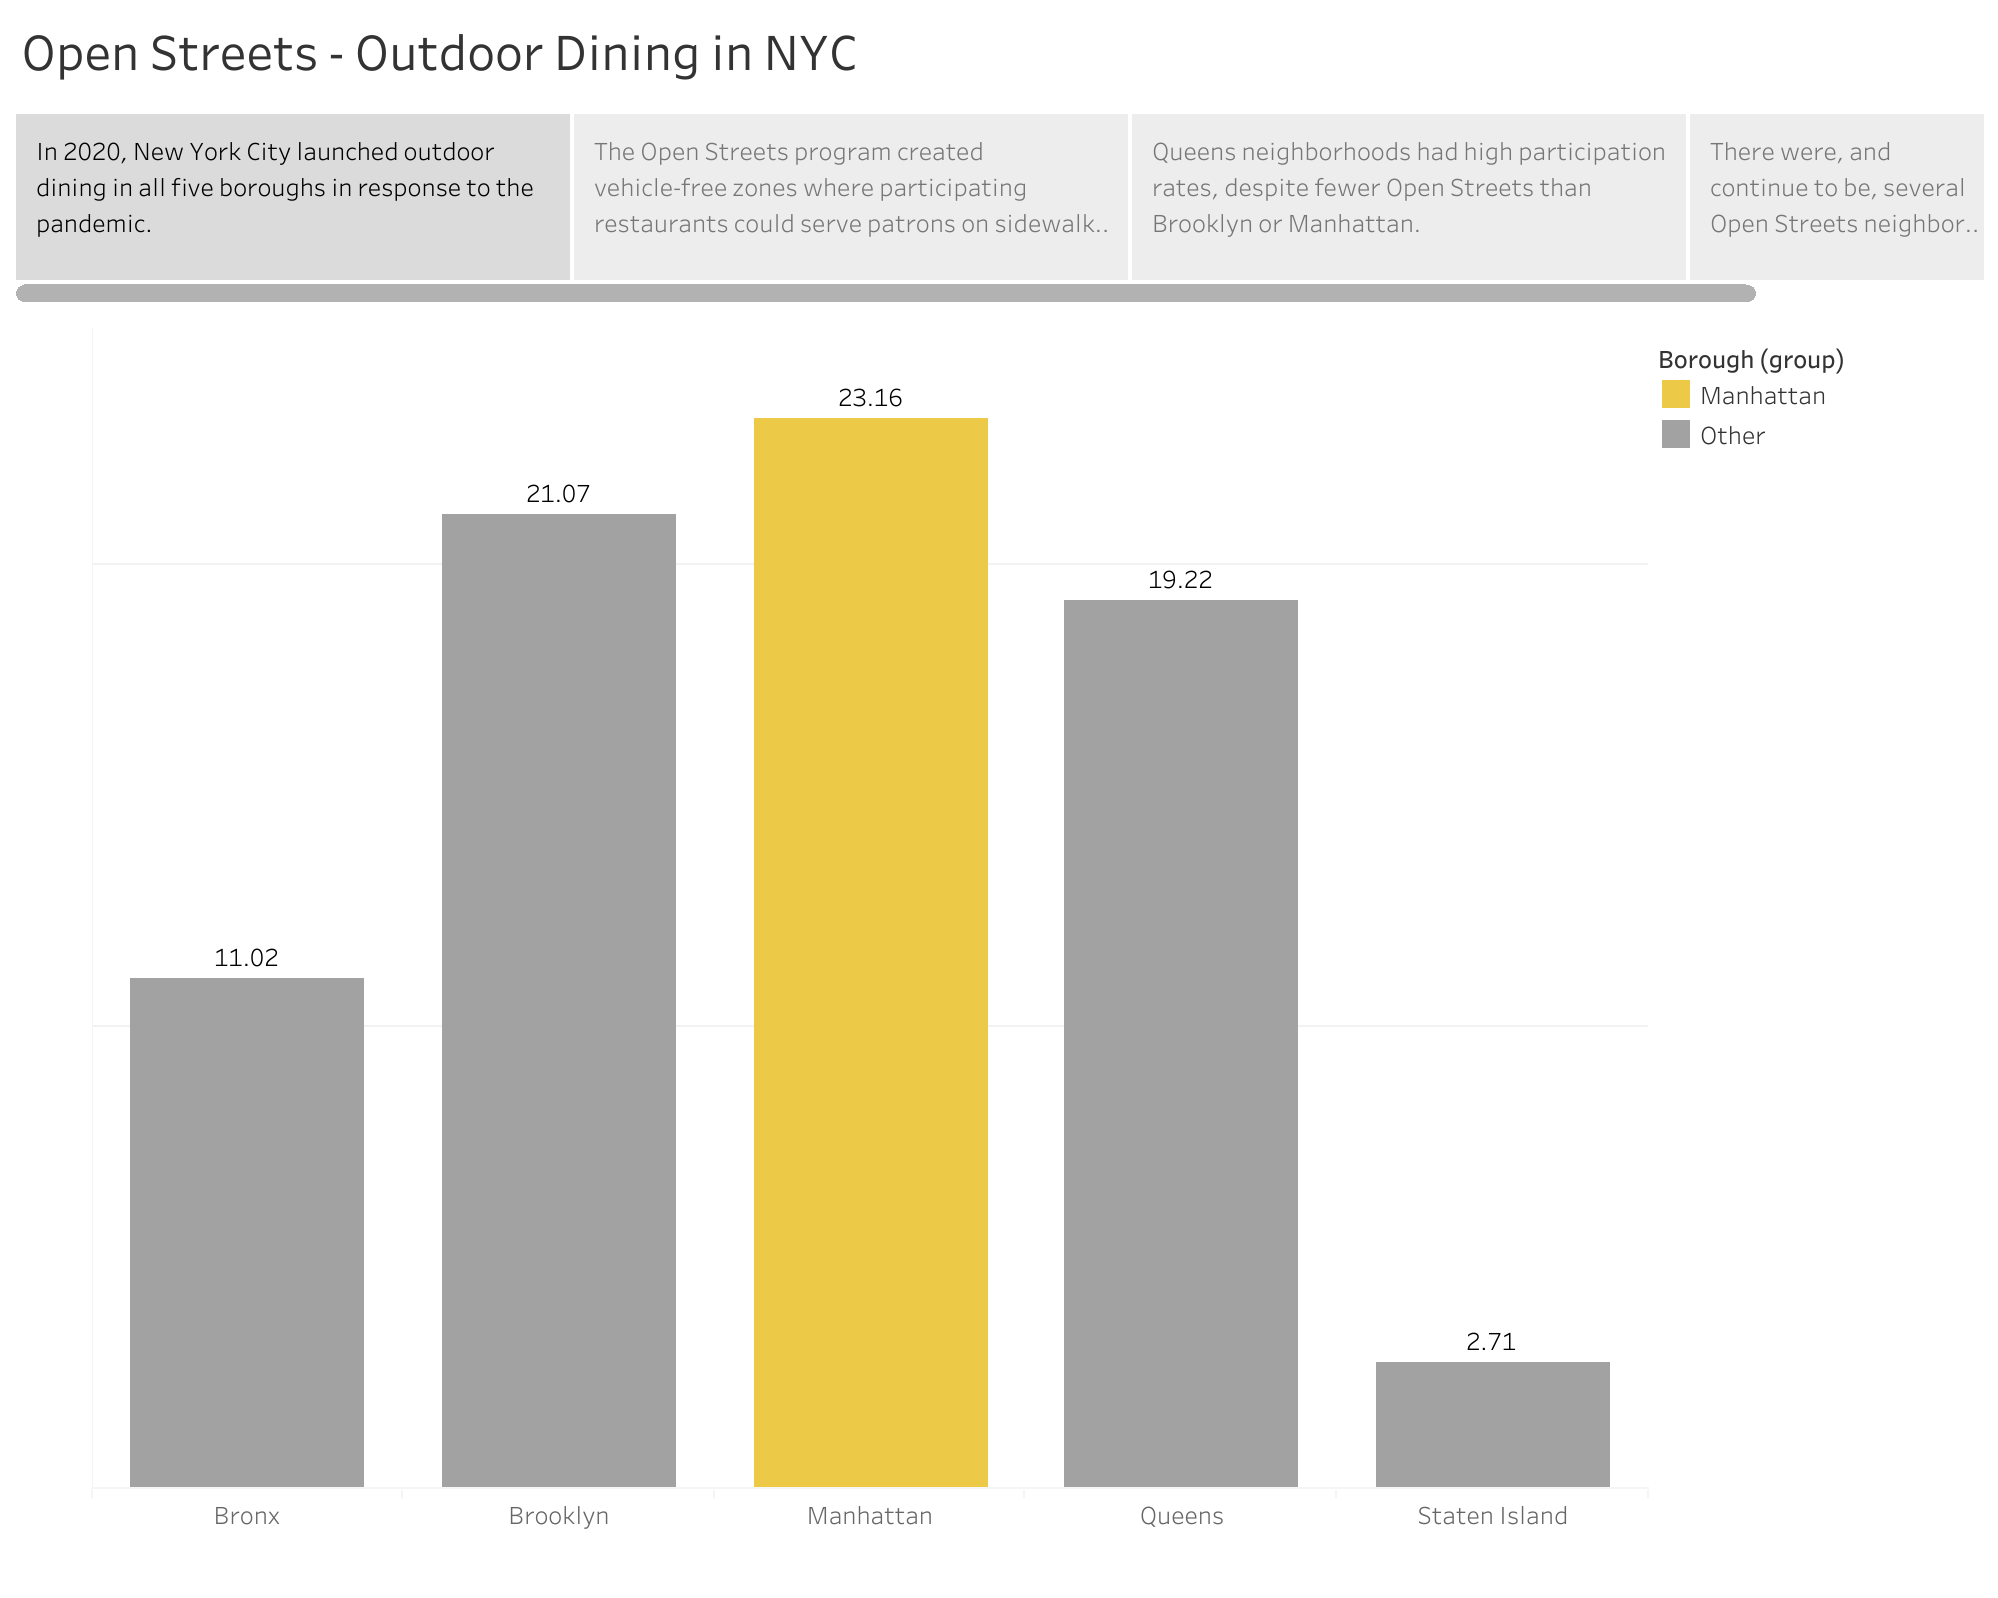 Open Streets - Outdoor Dining in NYC
In 2020, New York City launched outdoor
dining in all five boroughs in response to the
pandemic.
The Open Streets program created
vehicle-free zones where participating
restaurants could serve patrons on sidewalk..
Queens neighborhoods had high participation
rates, despite fewer Open Streets than
Brooklyn or Manhattan.
There were, and
continue to be, several
Open Streets neighbor..
Borough (group)
Manhattan
Other
23.16
21.07
19.22
11.02
2.71
Bronx
Brooklyn
Manhattan
Queens
Staten Island